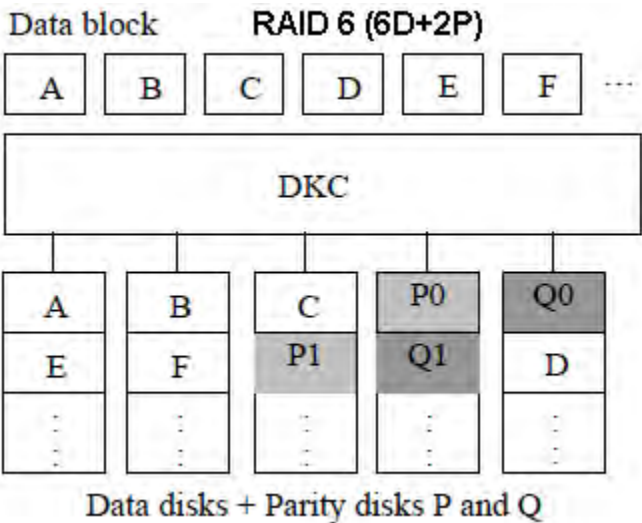 Data block RAID 6 (6D+2P)
A B C D E F ...
DKC
A B C P0 Q0
E F P1 Q1 D
Data disks + Parity disks P and Q